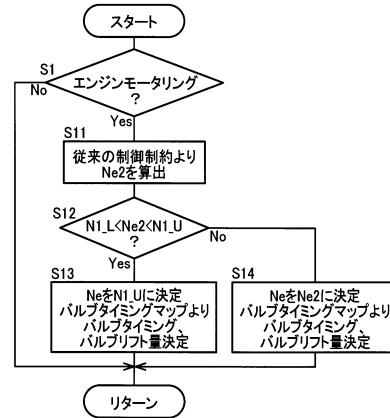 スタート
S1
エンジンモータリング
?
No
Yes
S11
従来の制御制約より
Ne2を算出
S12
N1_L<Ne2<N1_U
?
No
Yes
S13
NeをN1_Uに決定
バルブタイミングマップより
バルブタイミング、
バルブリフト量決定
S14
NeをNe2に決定
バルブタイミングマップより
バルブタイミング、
バルブリフト量決定
リターン